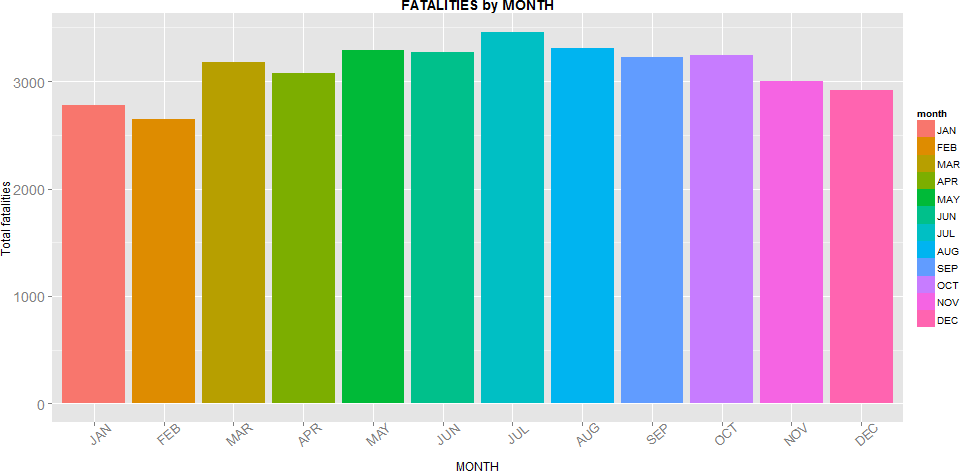 FATALITIES by MONTH
Total fatalities
3000
2000
1000
0
JAN
FEB
MAR
APR
MAY
JUN
JUL
AUG
SEP
OCT
NOV
DEC
MONTH
month
JAN
FEB
MAR
APR
MAY
JUN
JUL
AUG
SEP
OCT
NOV
DEC